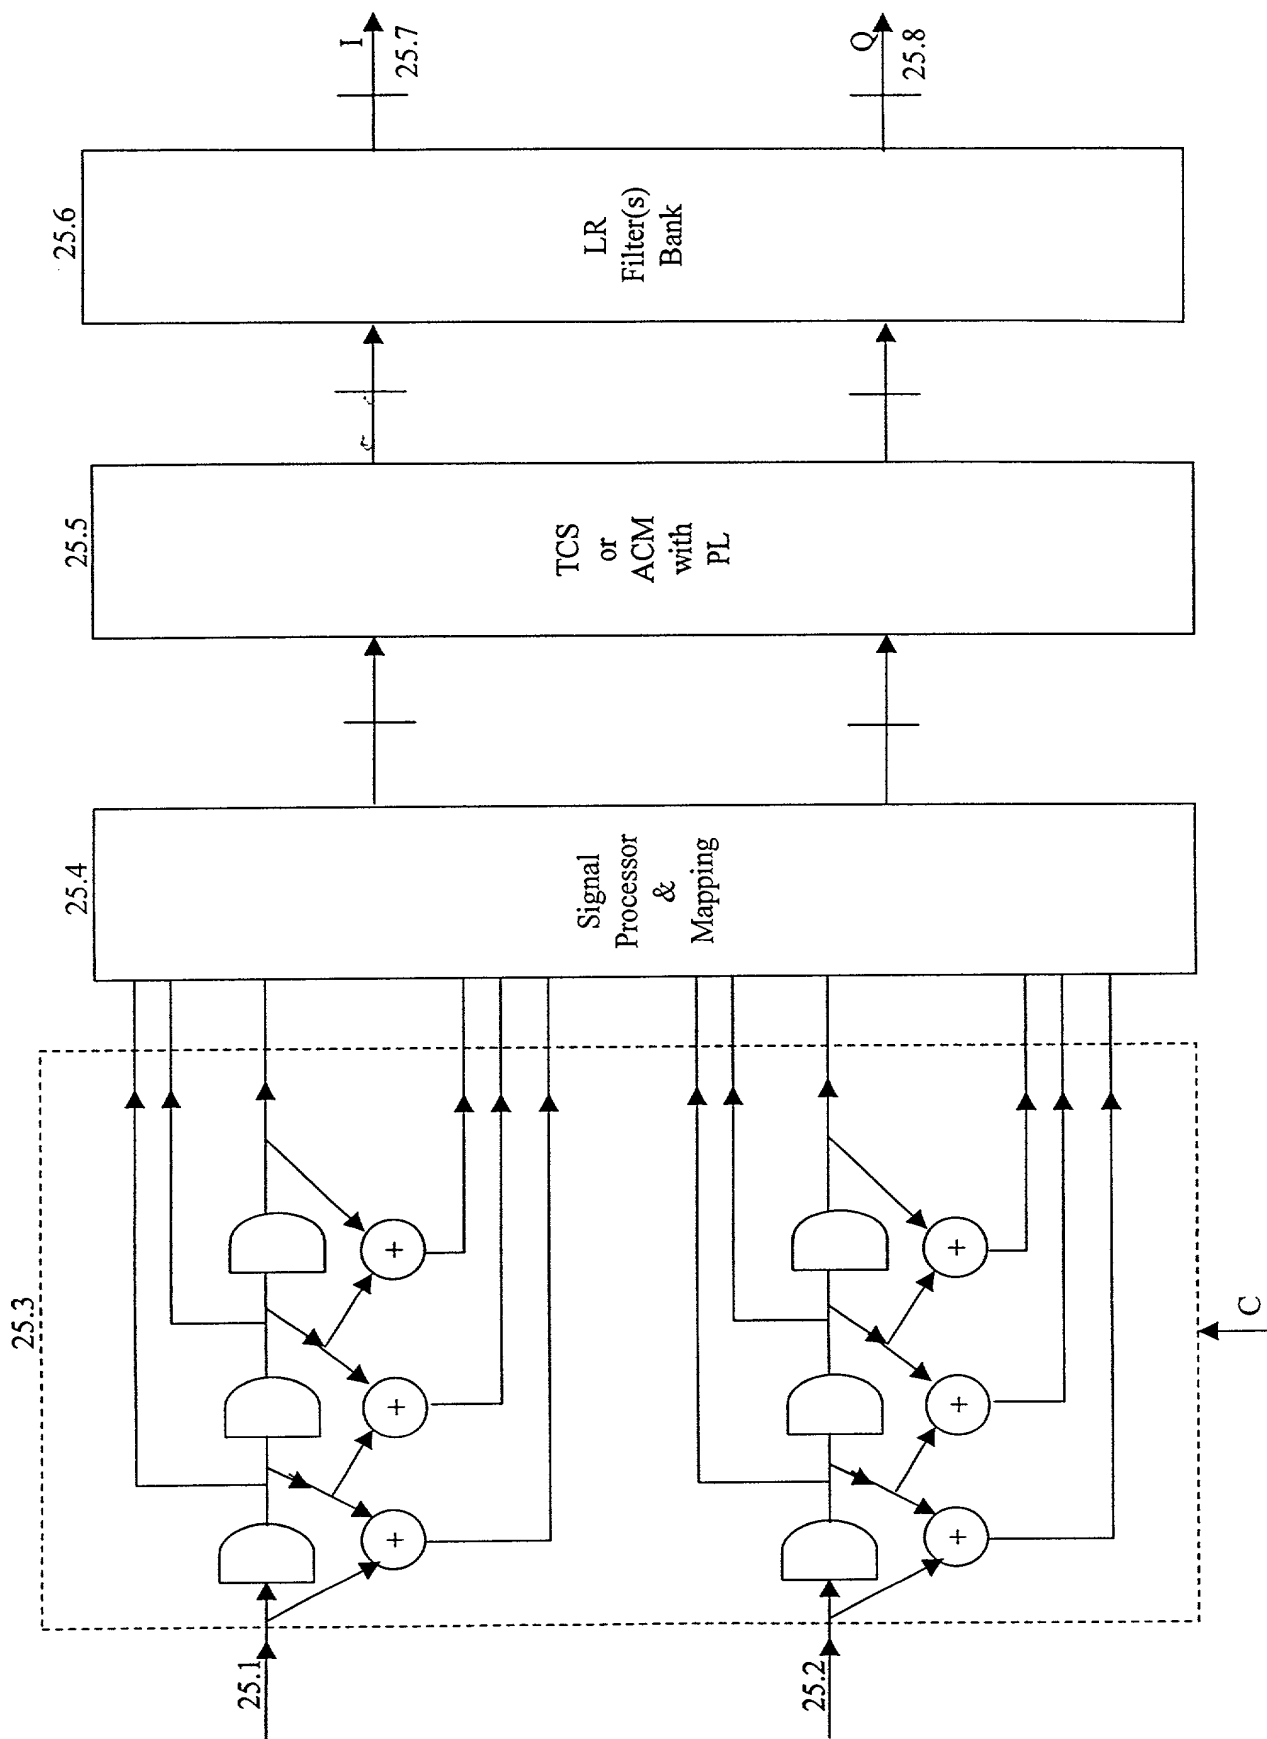 25.1
25.2
25.3
C
+
+
+
+
+
+
25.4
Signal
Processor
&
Mapping
25.5
TCS
or
ACM
with
PL
25.6
LR
Filter(s)
Bank
I
25.7
Q
25.8